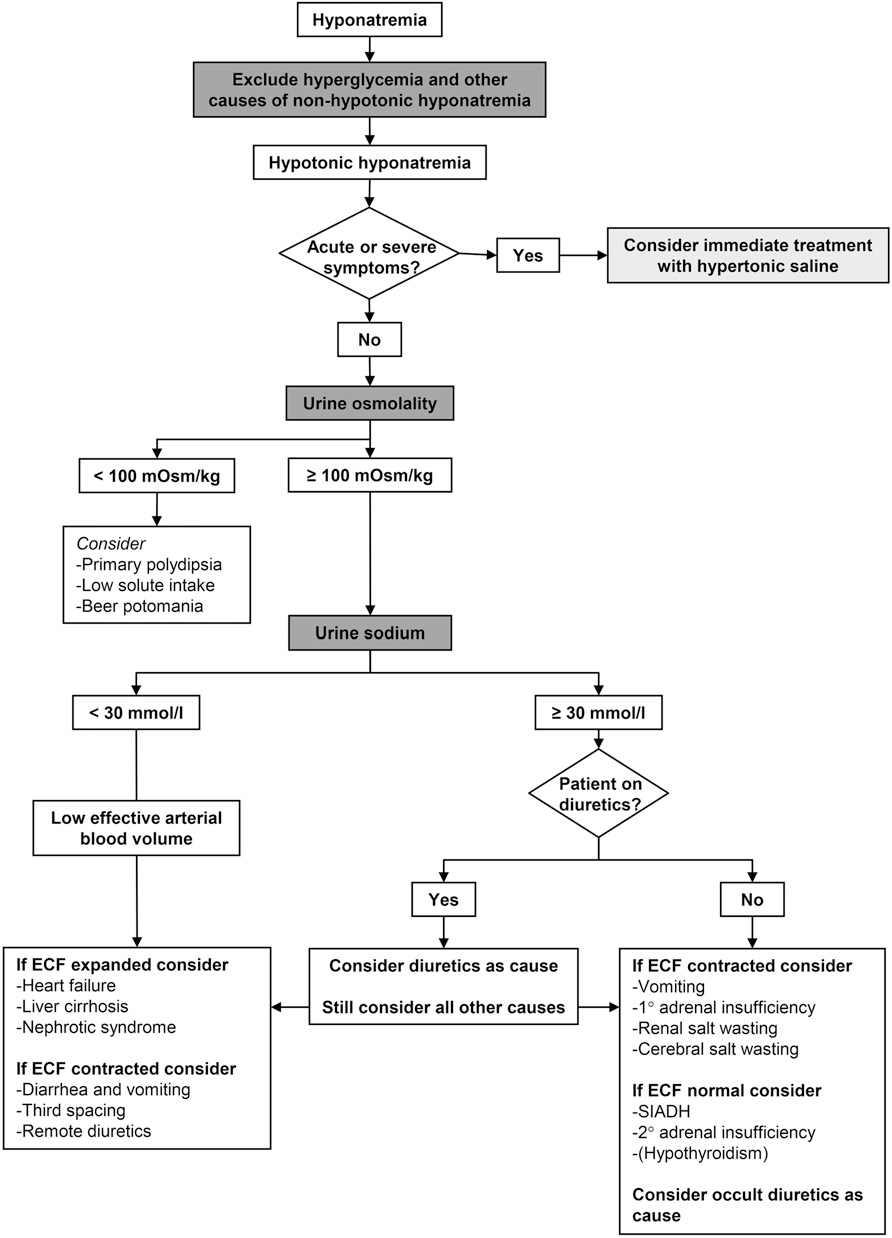 Hyponatremia
Exclude hyperglycemia and other
causes of non-hypotonic hyponatremia
Hypotonic hyponatremia
Acute or severe
symptoms?
Yes
Consider immediate treatment
with hypertonic saline
No
Urine osmolality
< 100 mOsm/kg
≥ 100 mOsm/kg
Consider
-Primary polydipsia
-Low solute intake
-Beer potomania
Urine sodium
< 30 mmol/l
≥ 30 mmol/l
Patient on
diuretics?
Low effective arterial
blood volume
Yes
No
If ECF expanded consider
-Heart failure
-Liver cirrhosis
-Nephrotic syndrome
If ECF contracted consider
-Diarrhea and vomiting
-Third spacing
-Remote diuretics
Consider diuretics as cause
Still consider all other causes
If ECF contracted consider
-Vomiting
-1° adrenal insufficiency
-Renal salt wasting
-Cerebral salt wasting
If ECF normal consider
-SIADH
-2° adrenal insufficiency
-(Hypothyroidism)
Consider occult diuretics as
cause